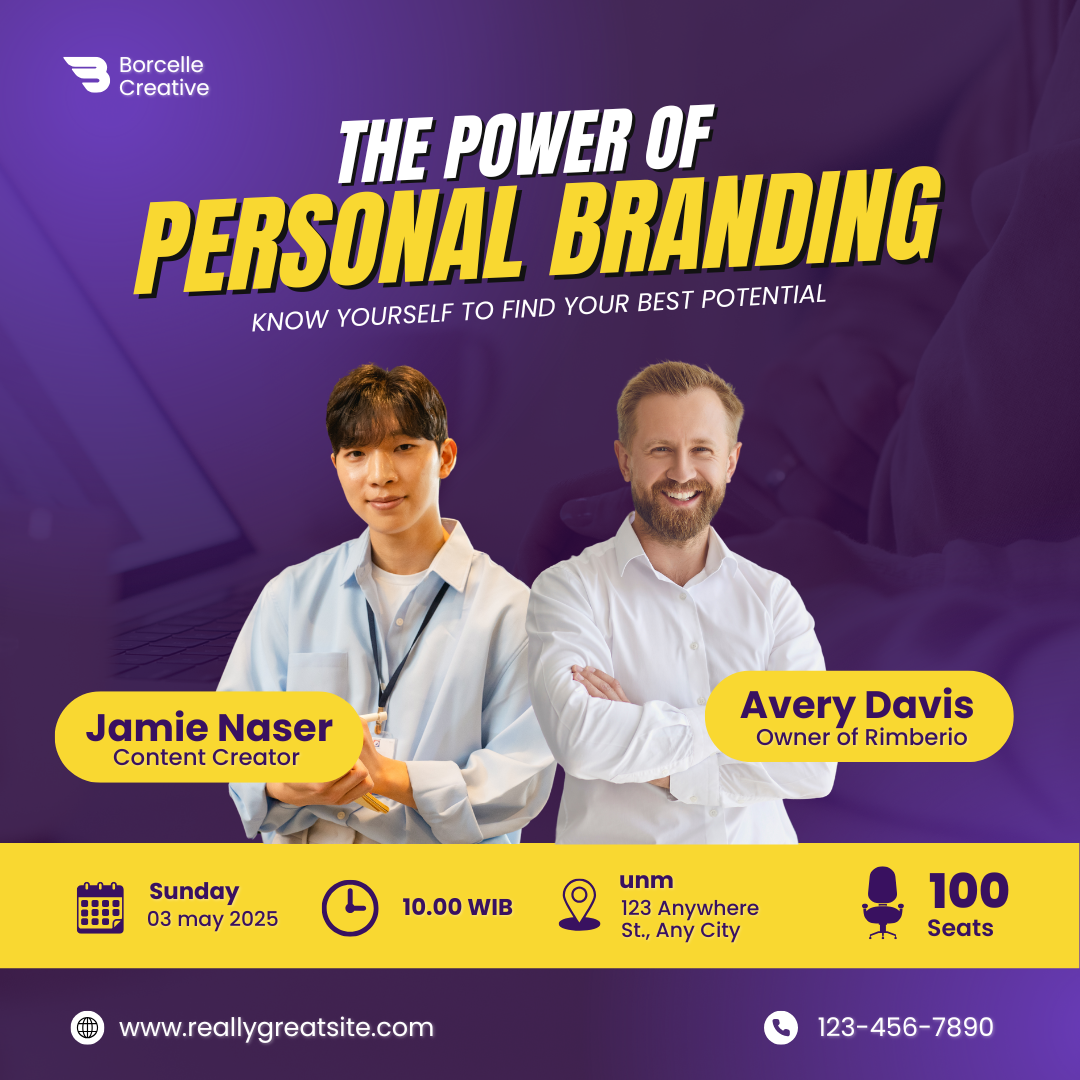 Borcelle
Creative
THE POWER OF
PERSONAL BRANDING
KNOW YOURSELF TO FIND YOUR BEST POTENTIAL
Jamie Naser
Content Creator
Avery Davis
Owner of Rimberio
Sunday
03 may 2025
10.00 WIB
unm
123 Anywhere
St., Any City
100
Seats
www.reallygreatsite.com
123-456-7890